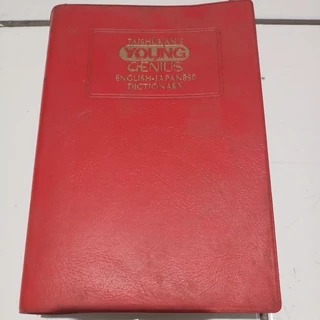 TAISHUKAN'S
YOUNG
GENIUS
ENGLISH-JAPANESE
DICTIONARY